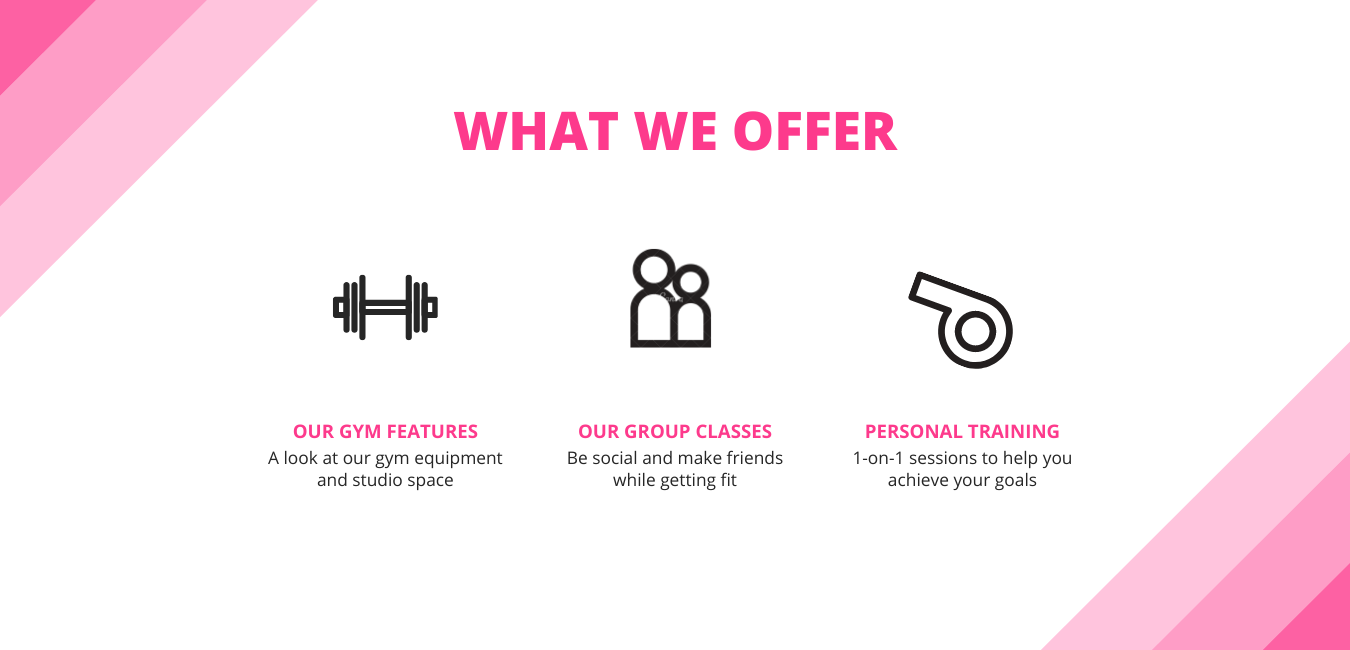 WHAT WE OFFER
OUR GYM FEATURES
A look at our gym equipment
and studio space
OUR GROUP CLASSES
Be social and make friends
while getting fit
PERSONAL TRAINING
1-on-1 sessions to help you
achieve your goals